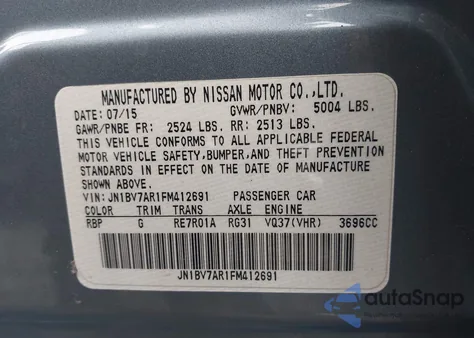 MANUFACTURED BY NISSAN MOTOR CO.,LTD.
DATE: 07/15 GVWR/PNBV: 5004 LBS.
GAWR/PNBE FR: 2524 LBS. RR: 2513 LBS.
THIS VEHICLE CONFORMS TO ALL APPLICABLE FEDERAL
MOTOR VEHICLE SAFETY, BUMPER, AND THEFT PREVENTION
STANDARDS IN EFFECT ON THE DATE OF MANUFACTURE
SHOWN ABOVE.
VIN: JN1BV7AR1FM412691 PASSENGER CAR
COLOR TRIM TRANS AXLE ENGINE
RBP G RE7R01A RG31 VQ37(VHR) 3696CC
JN1BV7AR1FM412691
autoSnap